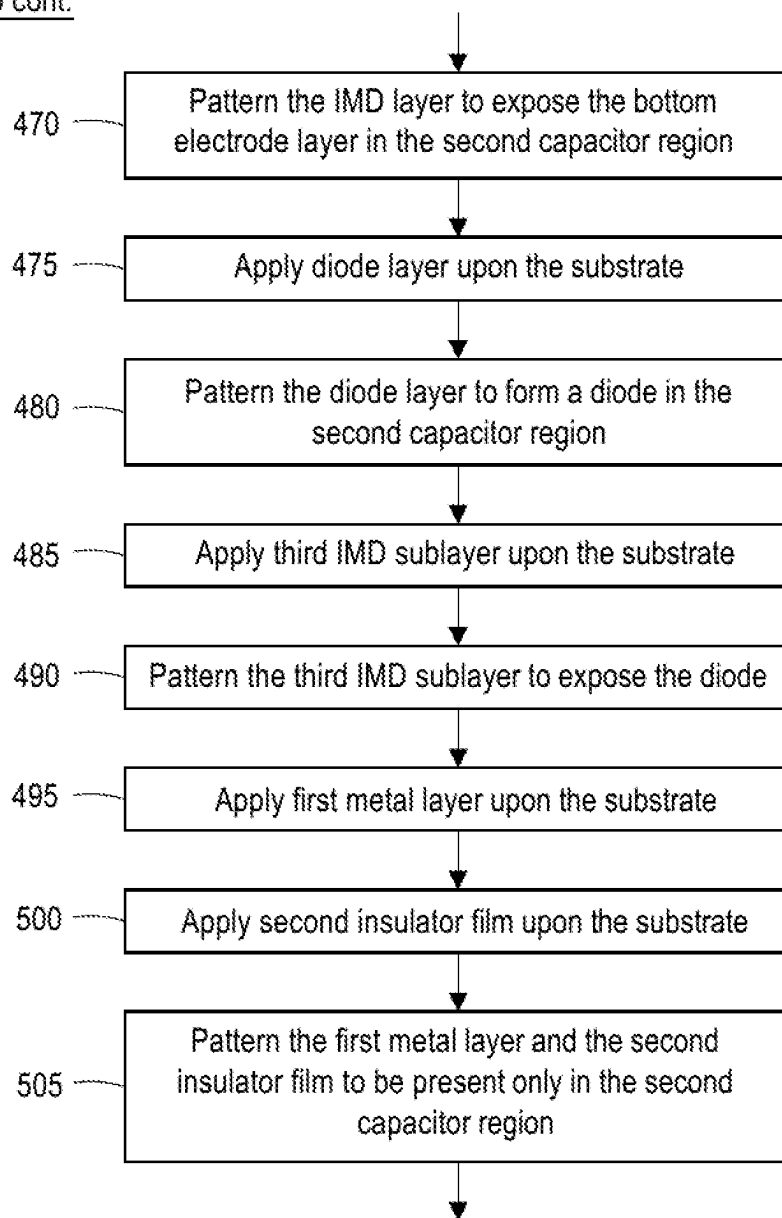 cont.
470
Pattern the IMD layer to expose the bottom
electrode layer in the second capacitor region
475
Apply diode layer upon the substrate
480
Pattern the diode layer to form a diode in the
second capacitor region
485
Apply third IMD sublayer upon the substrate
490
Pattern the third IMD sublayer to expose the diode
495
Apply first metal layer upon the substrate
500
Apply second insulator film upon the substrate
505
Pattern the first metal layer and the second
insulator film to be present only in the second
capacitor region